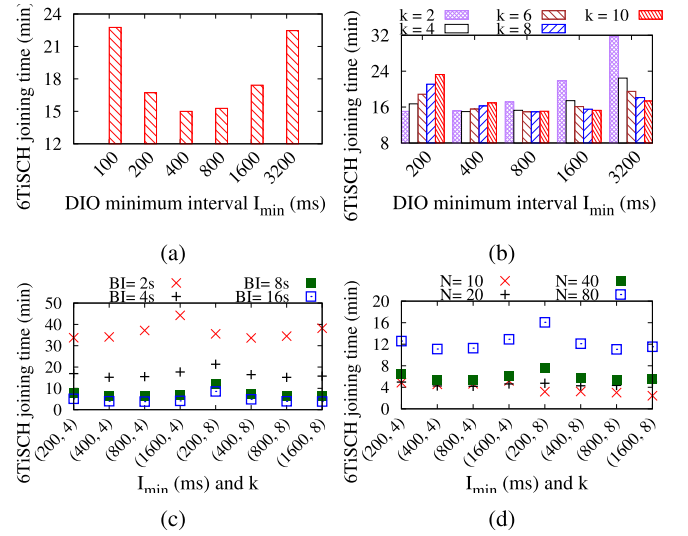 (a)
6TiSCH joining time (min)
24
21
18
15
12
100
200
400
800
1600
3200
DIO minimum interval I_min (ms)
(b)
k = 2
k = 6
k = 10
k = 4
k = 8
6TiSCH joining time (min)
32
24
16
8
200
400
800
1600
3200
DIO minimum interval I_min (ms)
(a)
(b)
BI= 2s
BI= 8s
BI= 4s
BI= 16s
6TiSCH joining time (min)
50
40
30
20
10
0
(200, 4)
(400, 4)
(800, 4)
(1600, 4)
(200, 8)
(400, 8)
(800, 8)
(1600, 8)
I_min (ms) and k
N= 10
N= 40
N= 20
N= 80
6TiSCH joining time (min)
20
16
12
8
4
0
(200, 4)
(400, 4)
(800, 4)
(1600, 4)
(200, 8)
(400, 8)
(800, 8)
(1600, 8)
I_min (ms) and k
(c)
(d)